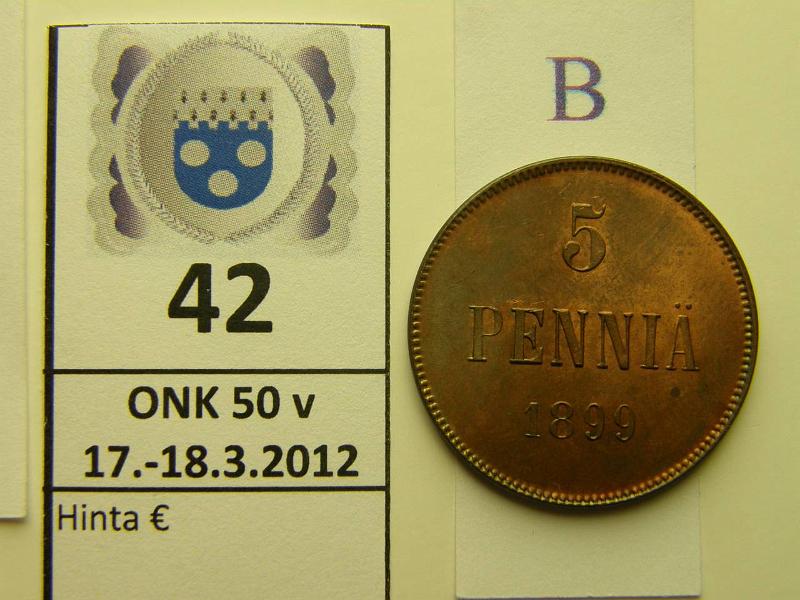 42
ONK 50 v
17.-18.3.2012
Hinta €
B
5
PENNIÄ
1899